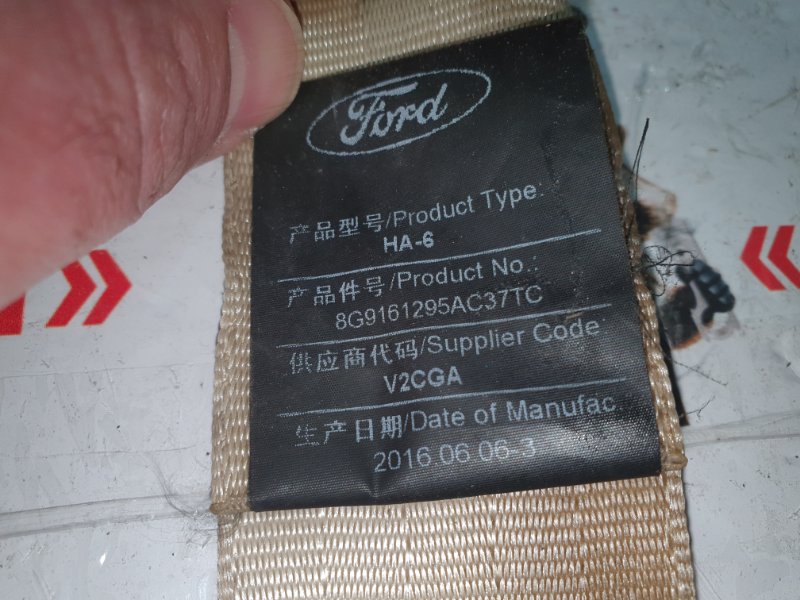 Ford
产品型号/Product Type:
HA-6
产品件号/Product No.:
8G9161295AC37TC
供应商代码/Supplier Code
V2CGA
生产日期/Date of Manufac
2016.06.06-3